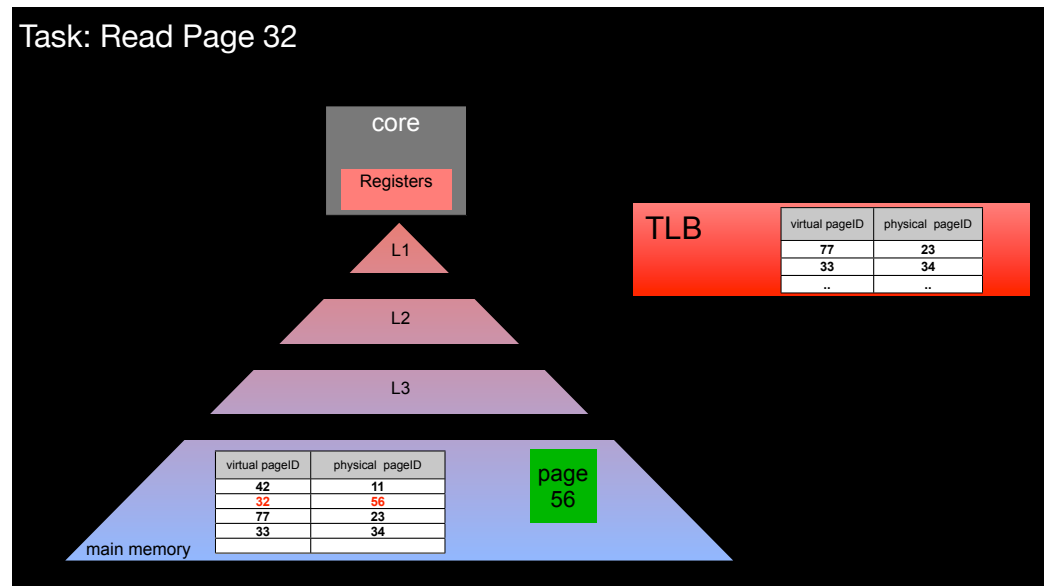 Task: Read Page 32
core
Registers
L1
L2
L3
TLB
virtual pageID physical pageID
77 23
33 34
.. ..
virtual pageID physical pageID
42 11
32 56
77 23
33 34
page
56
main memory